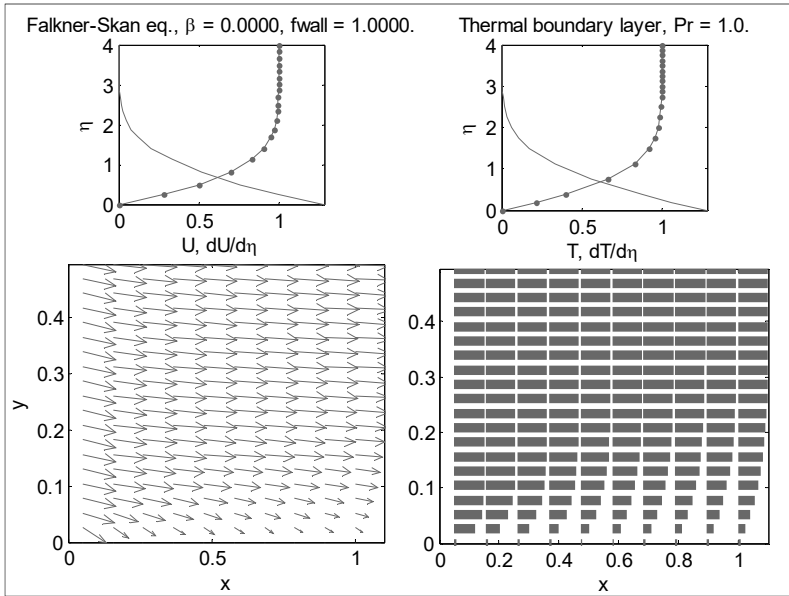 Falkner-Skan eq., β = 0.0000, fwall = 1.0000.
4
3
2
1
0
η
0 0.5 1
U, dU/dη
Thermal boundary layer, Pr = 1.0.
4
3
2
1
0
η
0 0.5 1
T, dT/dη
0.4
0.3
0.2
0.1
0
y
0 0.5 1
x
0.4
0.3
0.2
0.1
0
0 0.2 0.4 0.6 0.8 1
x